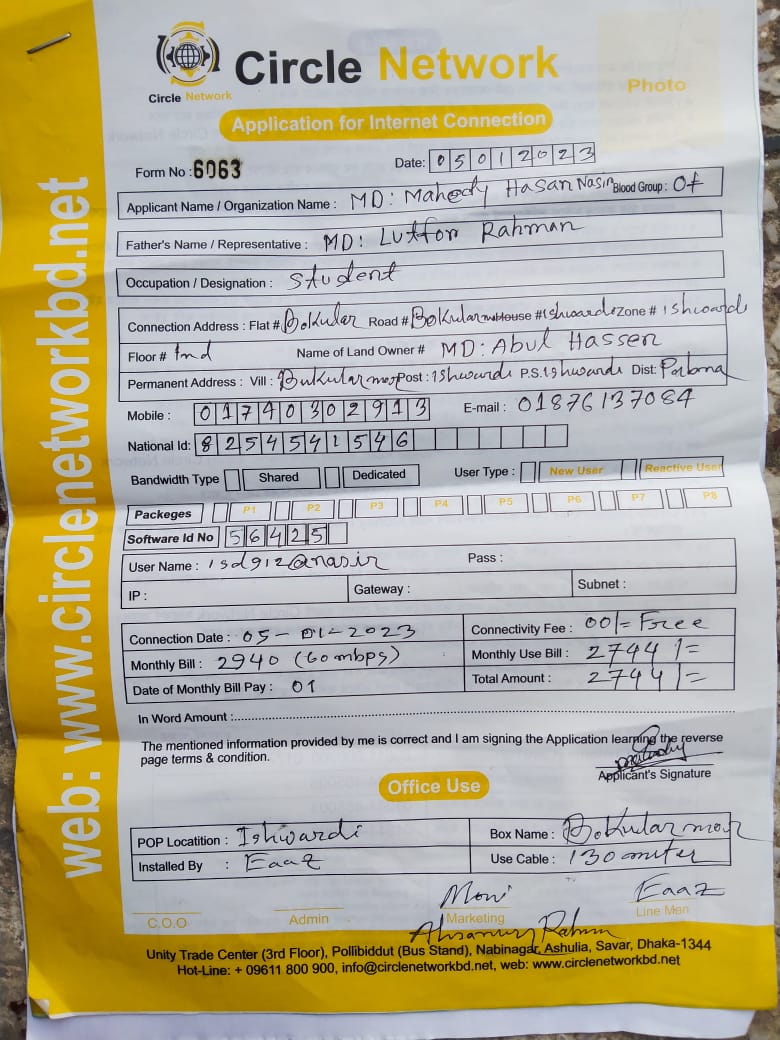 Circle Network
Circle Network
Photo
Application for Internet Connection
Form No : 6063
Date: 05012023
Applicant Name / Organization Name : MD: Mahedy Hasan Nasir Blood Group : O+
Father's Name / Representative : MD: Lutfor Rahman
Occupation / Designation : Student
Connection Address : Flat # Bokular Road # Bokular House # Ishwardi Zone # Ishwardi
Floor # Name of Land Owner # MD: Abul Hassen
Permanent Address : Vill : Bukular mor Post : Ishwardi P.S. Ishwardi Dist: Pabna
Mobile : 01740302913 E-mail : 01876137084
National Id: 8254541546
Bandwidth Type Shared Dedicated User Type : New User Reactive User
Packeges P1 P2 P3 P4 P5 P6 P7 P8
Software Id No 56425
User Name : isd912@nasir Pass :
IP : Gateway : Subnet :
Connection Date : 05-01-2023 Connectivity Fee : 00/= Free
Monthly Bill : 2940 (60mbps) Monthly Use Bill : 2744/=
Date of Monthly Bill Pay : 01 Total Amount : 2744/=
In Word Amount :
The mentioned information provided by me is correct and I am signing the Application learning the reverse
page terms & condition.
Applicant's Signature
Office Use
POP Locatition : Ishwardi Box Name : Bokular mor
Installed By : Eaaz Use Cable : 130 miter
Moni Eaaz
C.O.O Admin Marketing Line Men
Rahman
Unity Trade Center (3rd Floor), Pollibiddut (Bus Stand), Nabinagar, Ashulia, Savar, Dhaka-1344
Hot-Line: + 09611 800 900, info@circlenetworkbd.net, web: www.circlenetworkbd.net
web: www.circlenetworkbd.net